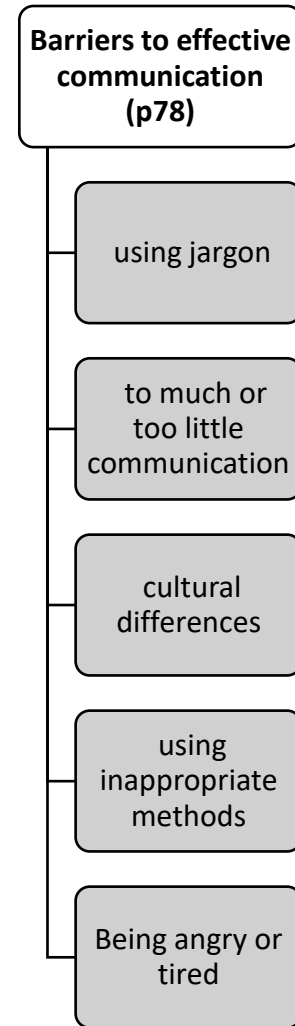 Barriers to effective
communication
(p78)
using jargon
to much or
too little
communication
cultural
differences
using
inappropriate
methods
Being angry or
tired